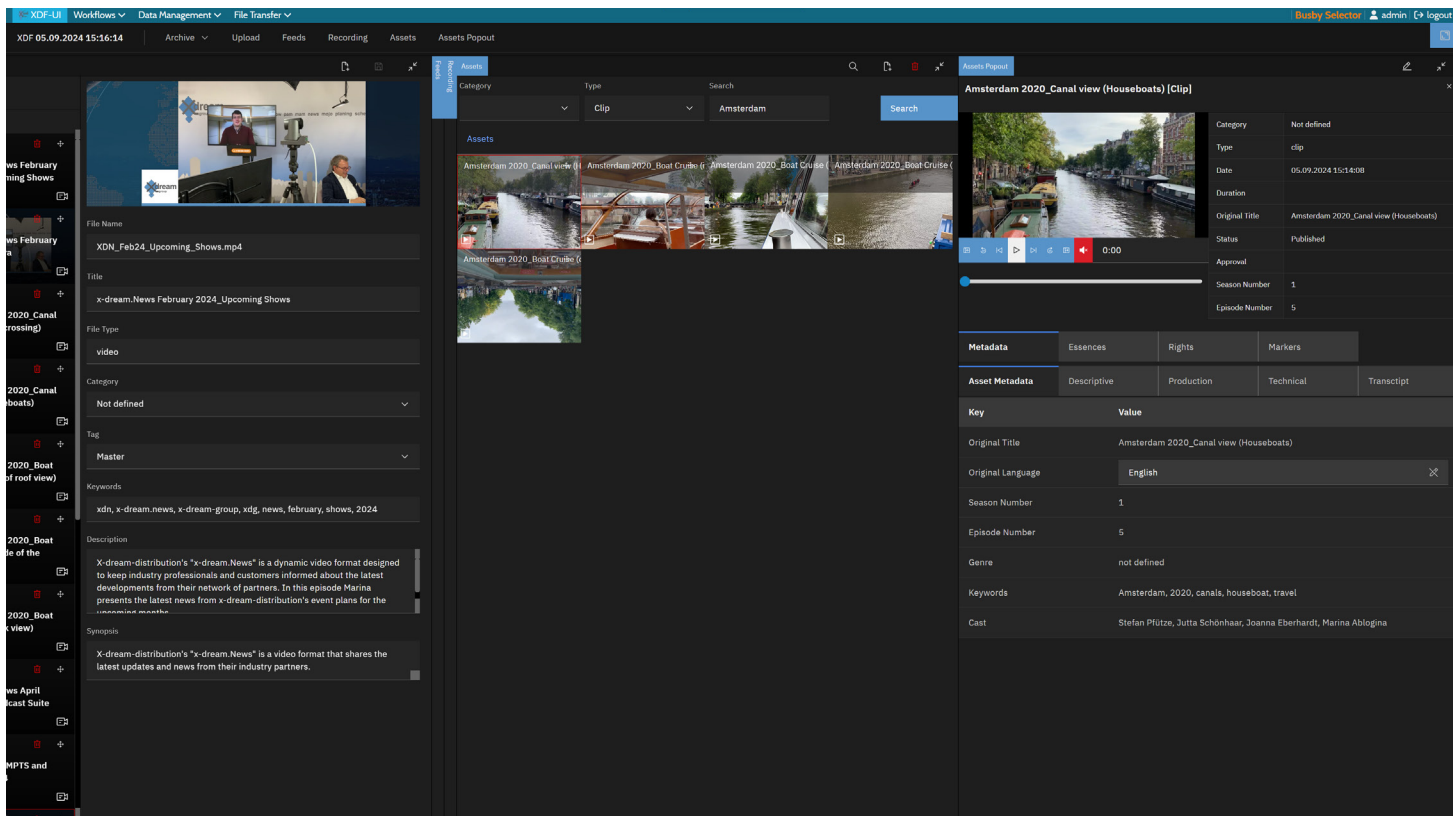 XDF-UI Workflows Data Management File Transfer Busby Selector admin logout
XDF 05.09.2024 15:16:14 Archive Upload Feeds Recording Assets Assets Popout
ws February
ming Shows
ws February
ra
2020_Canal
crossing)
2020_Canal
eboats)
2020_Boat
of roof view)
2020_Boat
de of the
2020_Boat
k view)
ws April
dcast Suite
MPTS and
xdream
File Name
XDN_Feb24_Upcoming_Shows.mp4
Title
x-dream.News February 2024_Upcoming Shows
File Type
video
Category
Not defined
Tag
Master
Keywords
xdn, x-dream.news, x-dream-group, xdg, news, february, shows, 2024
Description
X-dream-distribution's "x-dream.News" is a dynamic video format designed
to keep industry professionals and customers informed about the latest
developments from their network of partners. In this episode Marina
presents the latest news from x-dream-distribution's event plans for the
upcoming months
Synopsis
X-dream-distribution's "x-dream.News" is a video format that shares the
latest updates and news from their industry partners.
Feeds
Recording
Assets
Category Type Search
Clip Amsterdam Search
Assets
Amsterdam 2020_Canal view (H
Amsterdam 2020_Boat Cruise (i
Amsterdam 2020_Boat Cruise (
Amsterdam 2020_Boat Cruise (
Amsterdam 2020_Boat Cruise (c
Assets Popout
Amsterdam 2020_Canal view (Houseboats) [Clip]
0:00
Category Not defined
Type clip
Date 05.09.2024 15:14:08
Duration
Original Title Amsterdam 2020_Canal view (Houseboats)
Status Published
Approval
Season Number 1
Episode Number 5
Metadata Essences Rights Markers
Asset Metadata Descriptive Production Technical Transctipt
Key Value
Original Title Amsterdam 2020_Canal view (Houseboats)
Original Language English
Season Number 1
Episode Number 5
Genre not defined
Keywords Amsterdam, 2020, canals, houseboat, travel
Cast Stefan Pfütze, Jutta Schönhaar, Joanna Eberhardt, Marina Ablogina